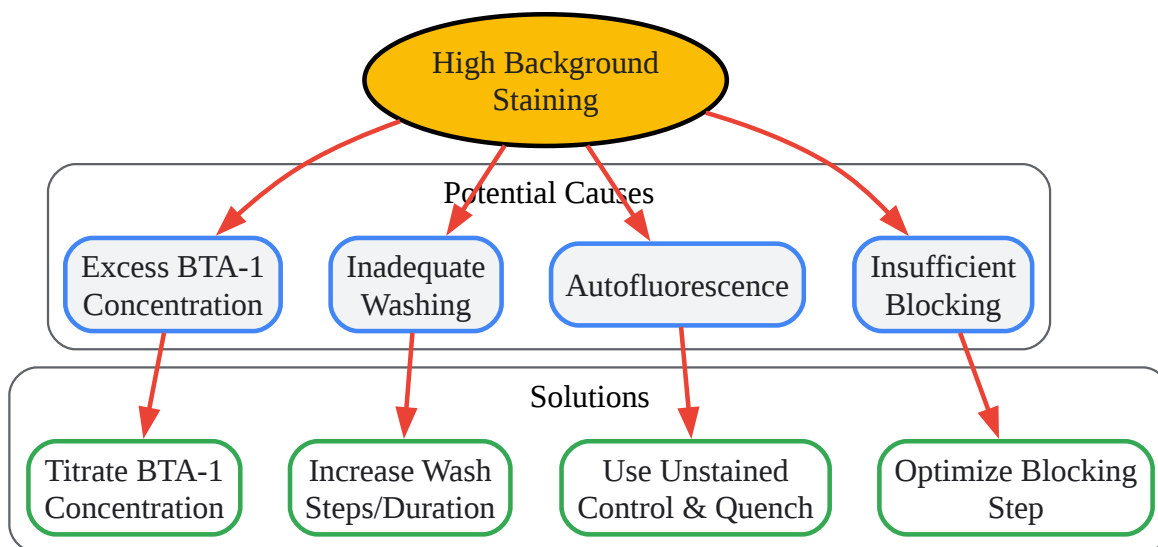 High Background
Staining
Potential Causes
Excess BTA-1
Concentration
Inadequate
Washing
Autofluorescence
Insufficient
Blocking
Solutions
Titrate BTA-1
Concentration
Increase Wash
Steps/Duration
Use Unstained
Control & Quench
Optimize Blocking
Step